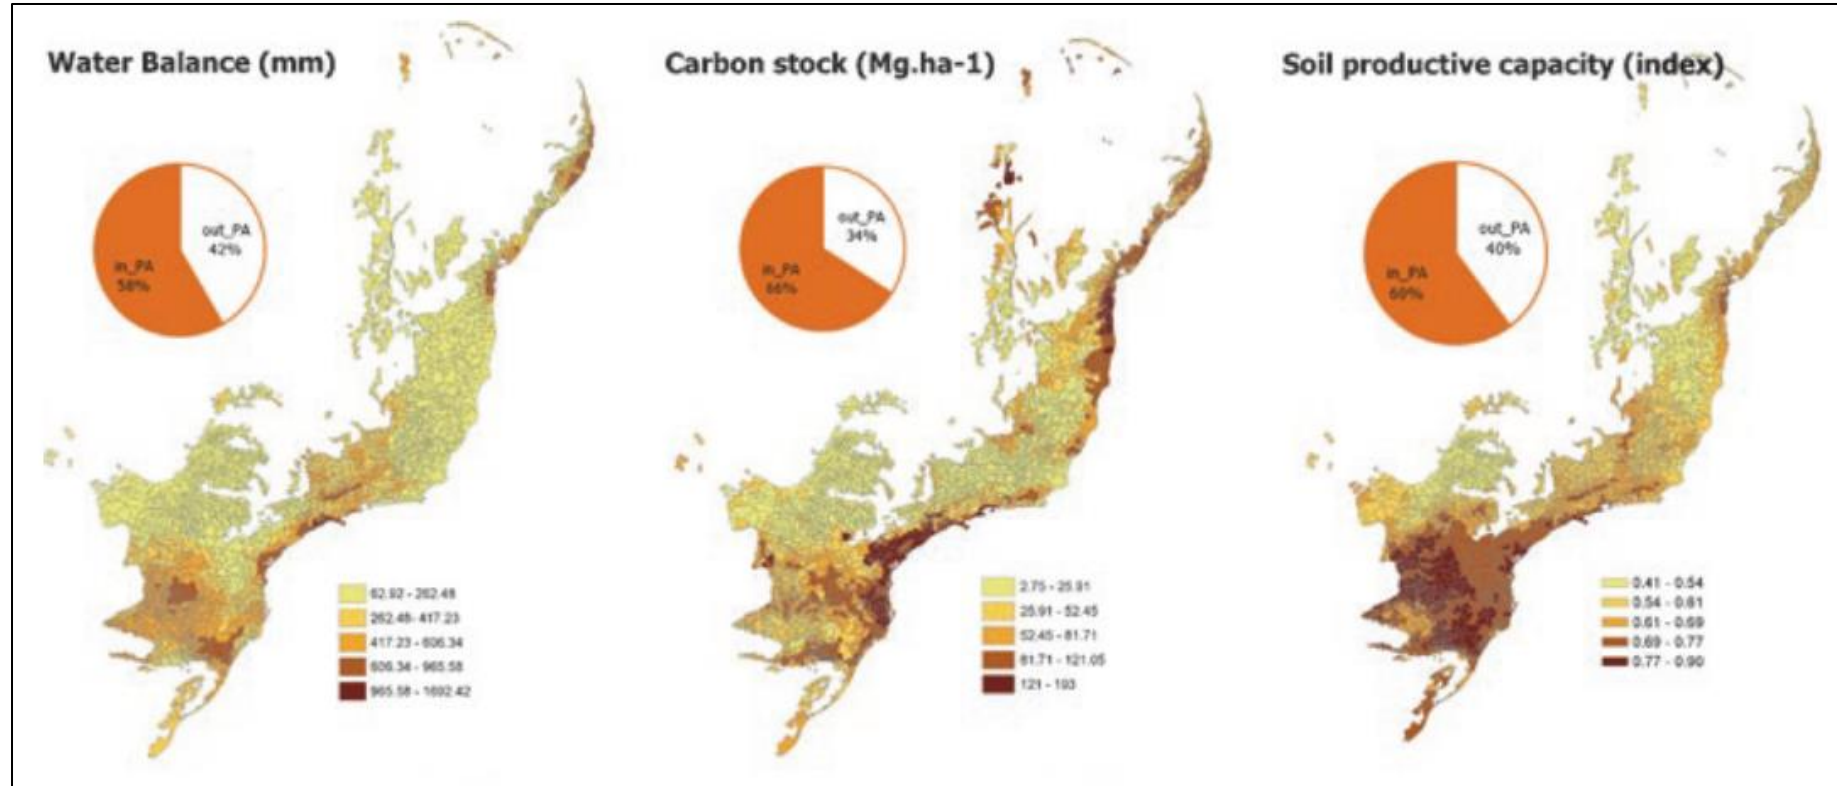 Water Balance (mm)
out_PA
42%
in_PA
58%
62.92 - 262.48
262.48- 417.23
417.23 - 606.34
606.34 - 965.58
965.58 - 1692.42
Carbon stock (Mg.ha-1)
out_PA
34%
in_PA
66%
2.75 - 25.91
25.91 - 52.45
52.45 - 81.71
81.71 - 121.05
121 - 193
Soil productive capacity (index)
out_PA
40%
in_PA
60%
0.41 - 0.54
0.54 - 0.61
0.61 - 0.69
0.69 - 0.77
0.77 - 0.90